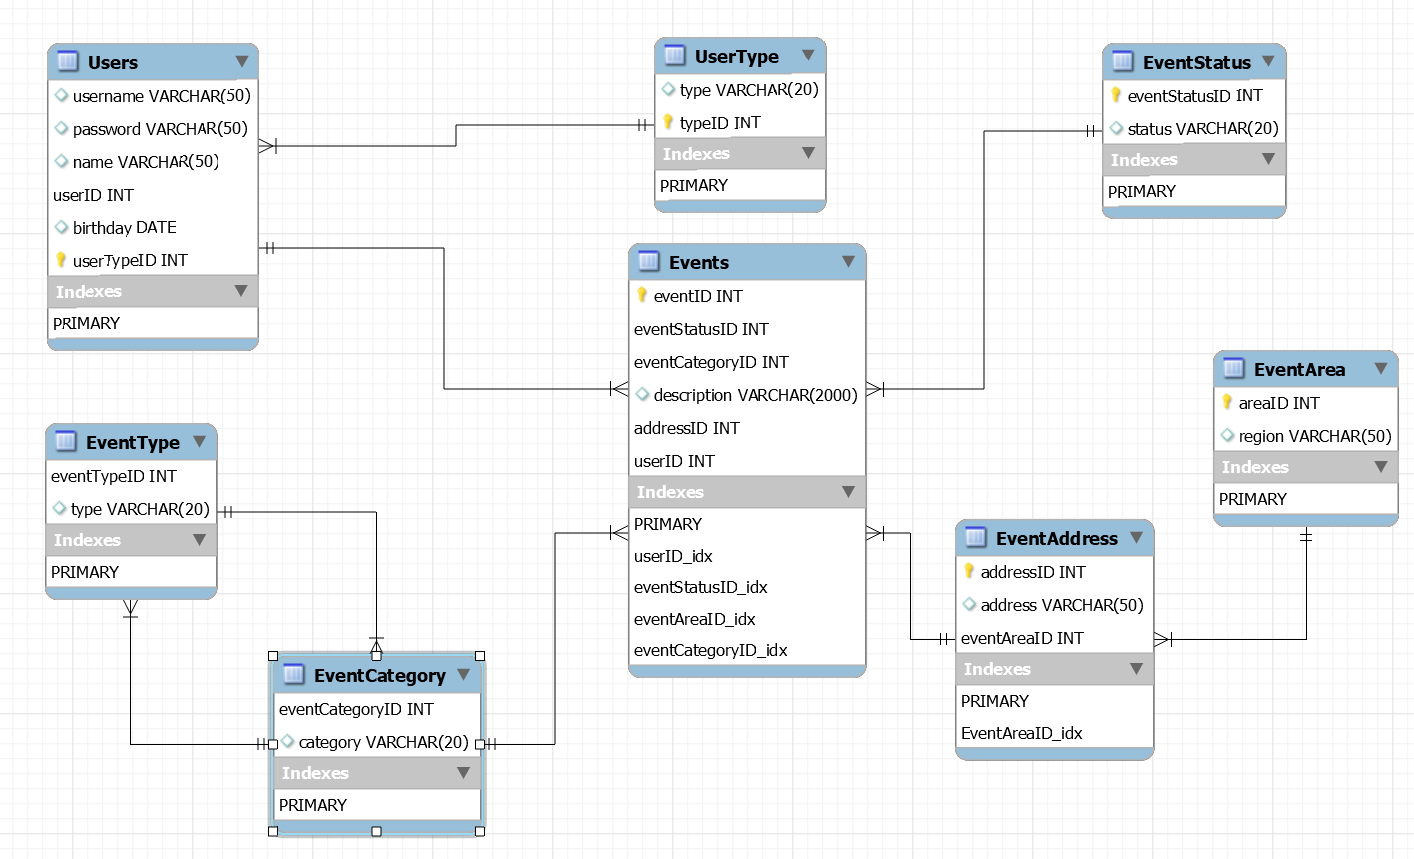 Users
username VARCHAR(50)
password VARCHAR(50)
name VARCHAR(50)
userID INT
birthday DATE
userTypeID INT
Indexes
PRIMARY
UserType
type VARCHAR(20)
typeID INT
Indexes
PRIMARY
EventStatus
eventStatusID INT
status VARCHAR(20)
Indexes
PRIMARY
Events
eventID INT
eventStatusID INT
eventCategoryID INT
description VARCHAR(2000)
addressID INT
userID INT
Indexes
PRIMARY
userID_idx
eventStatusID_idx
eventAreaID_idx
eventCategoryID_idx
EventArea
areaID INT
region VARCHAR(50)
Indexes
PRIMARY
EventType
eventTypeID INT
type VARCHAR(20)
Indexes
PRIMARY
EventAddress
addressID INT
address VARCHAR(50)
eventAreaID INT
Indexes
PRIMARY
EventAreaID_idx
EventCategory
eventCategoryID INT
category VARCHAR(20)
Indexes
PRIMARY